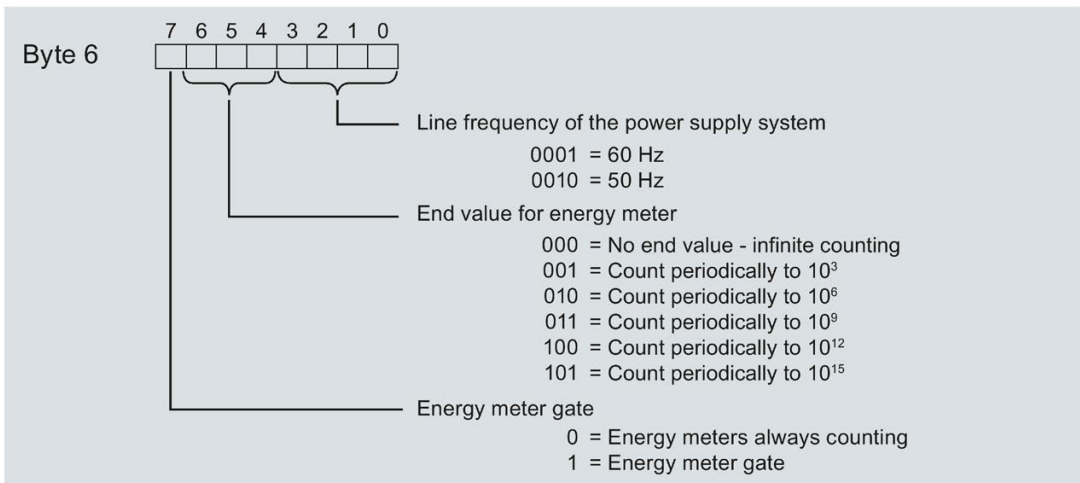 7 6 5 4 3 2 1 0
Byte 6
Line frequency of the power supply system
0001 = 60 Hz
0010 = 50 Hz
End value for energy meter
000 = No end value - infinite counting
001 = Count periodically to 10³
010 = Count periodically to 10⁶
011 = Count periodically to 10⁹
100 = Count periodically to 10¹²
101 = Count periodically to 10¹⁵
Energy meter gate
0 = Energy meters always counting
1 = Energy meter gate